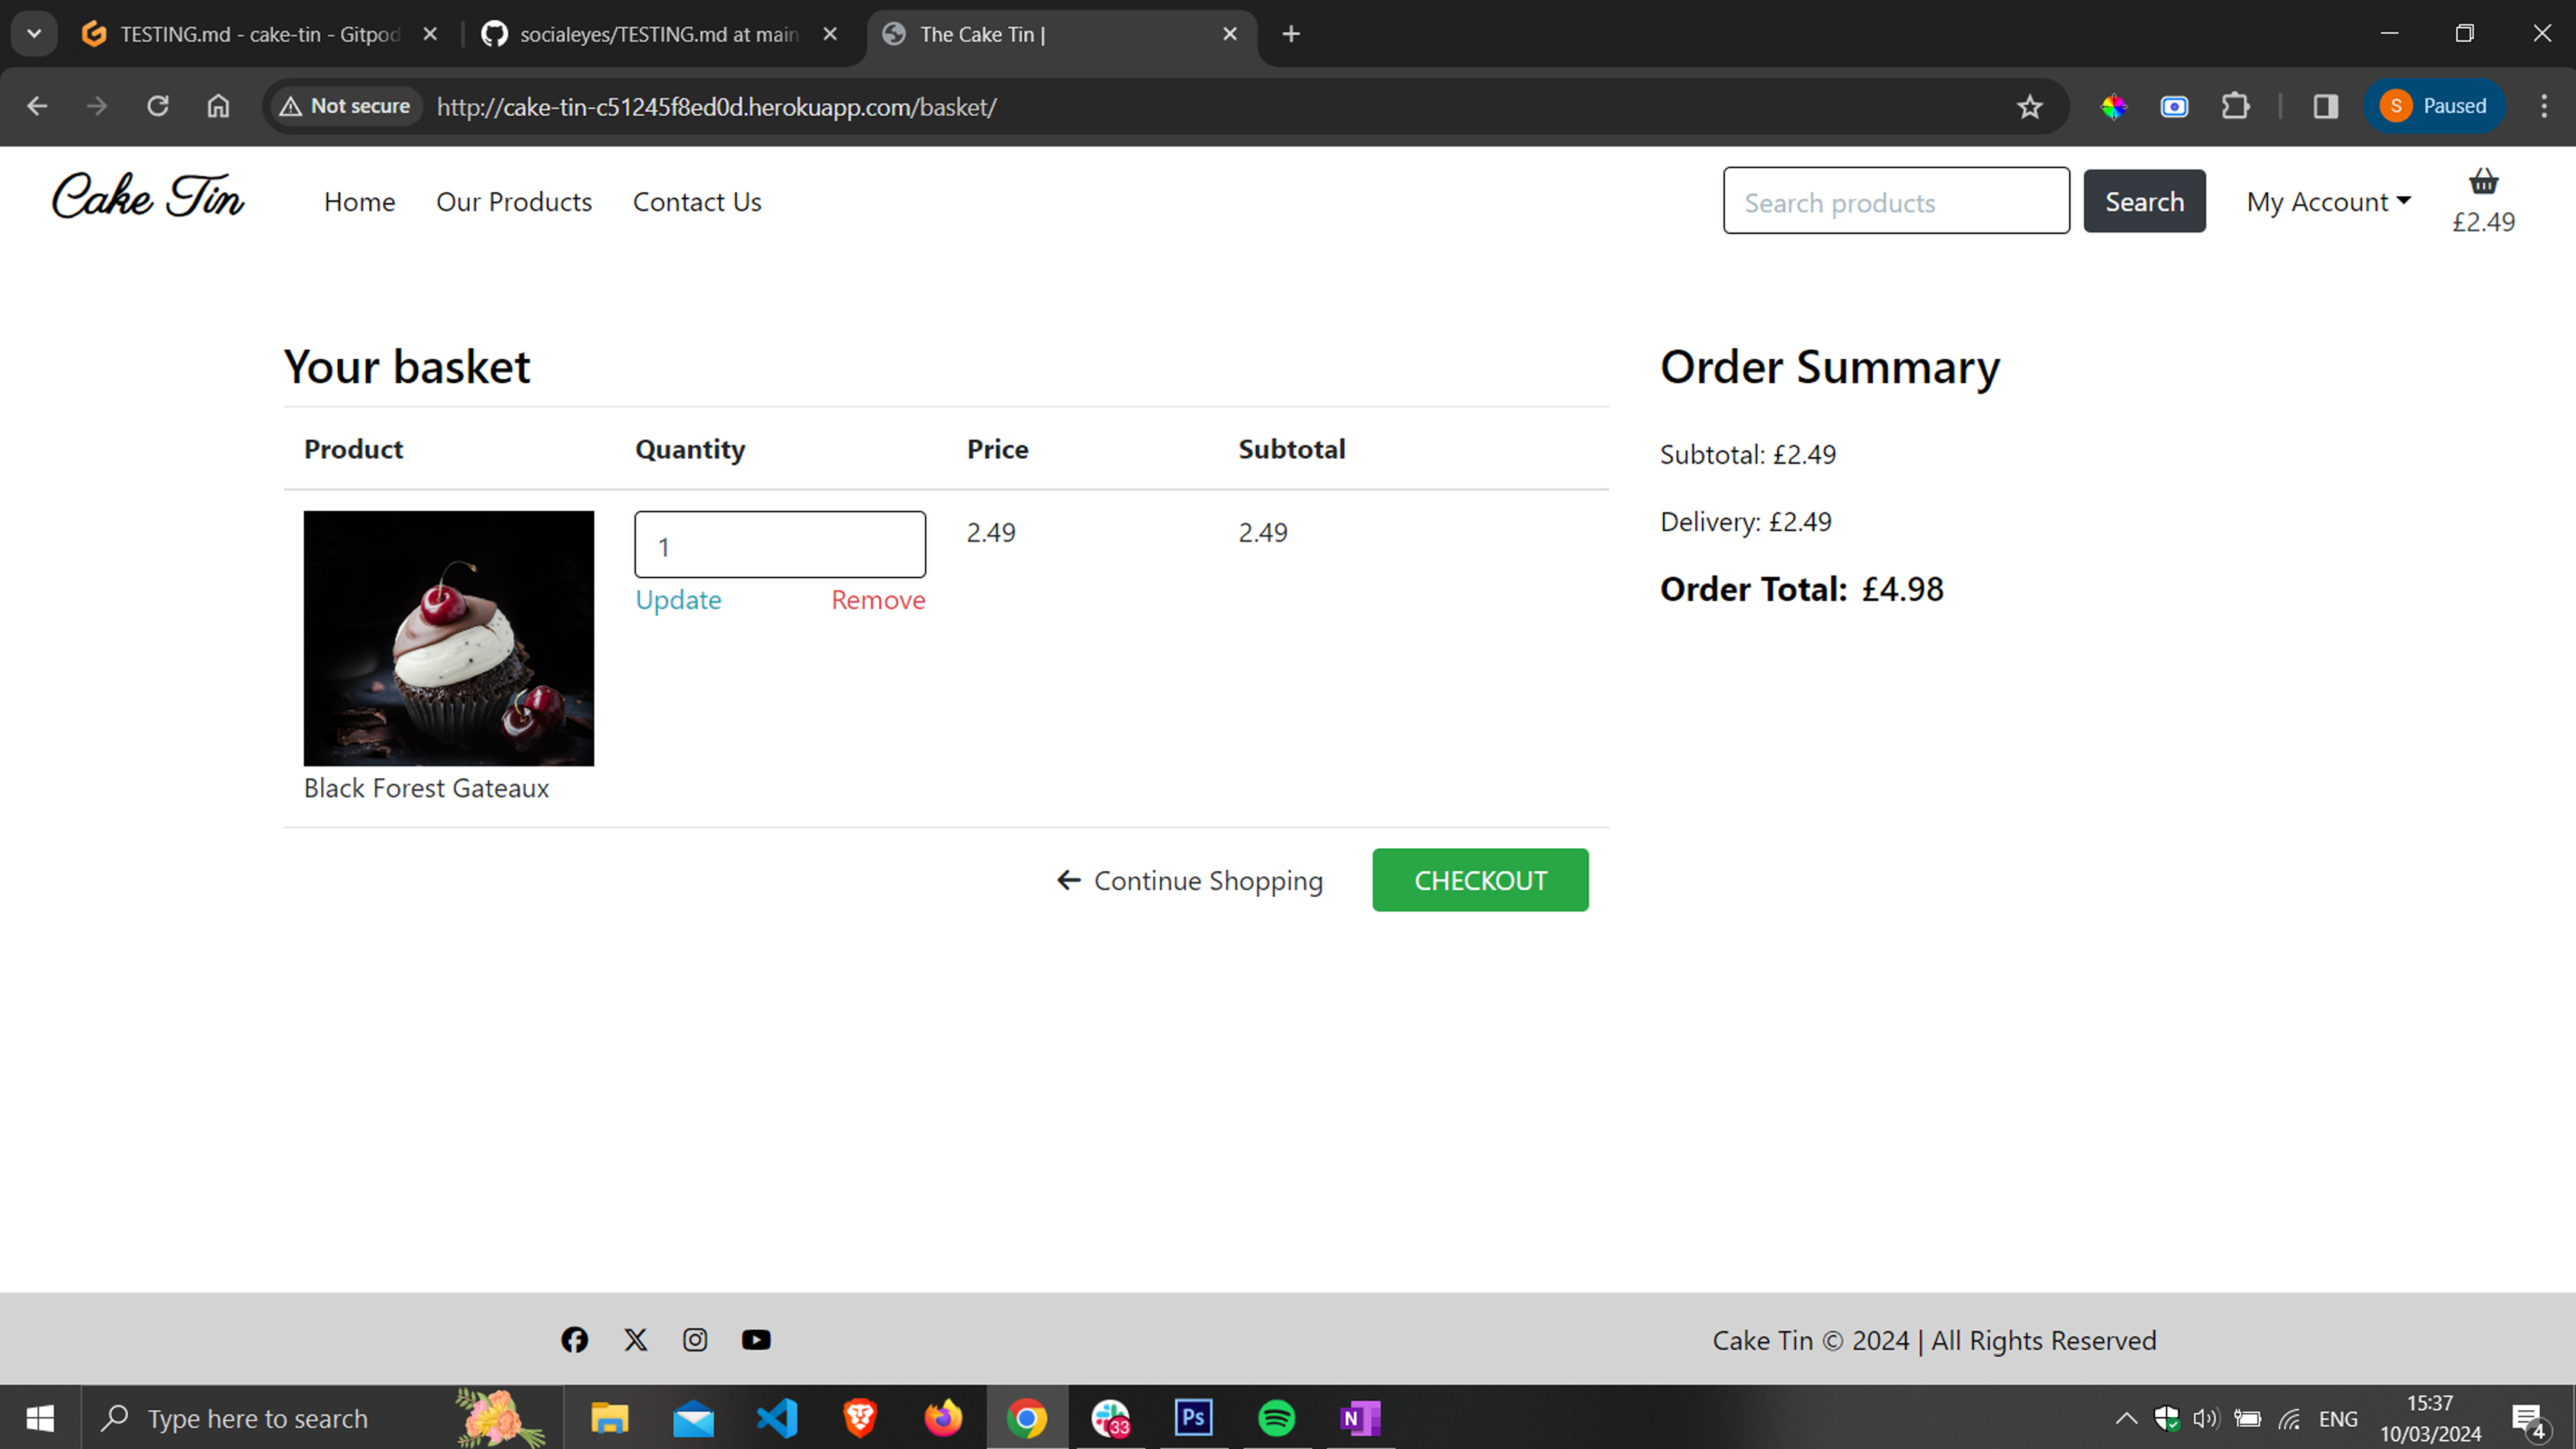 TESTING.md - cake-tin - Gitpod
socialeyes/TESTING.md at main
The Cake Tin |
Not secure
http://cake-tin-c51245f8ed0d.herokuapp.com/basket/
S Paused
Cake Tin
Home
Our Products
Contact Us
Search products
Search
My Account
£2.49
Your basket
Product Quantity Price Subtotal
1
2.49
2.49
Update
Remove
Black Forest Gateaux
Continue Shopping
CHECKOUT
Order Summary
Subtotal: £2.49
Delivery: £2.49
Order Total: £4.98
Cake Tin © 2024 | All Rights Reserved
Type here to search
33
Ps
N
ENG
15:37
10/03/2024
4